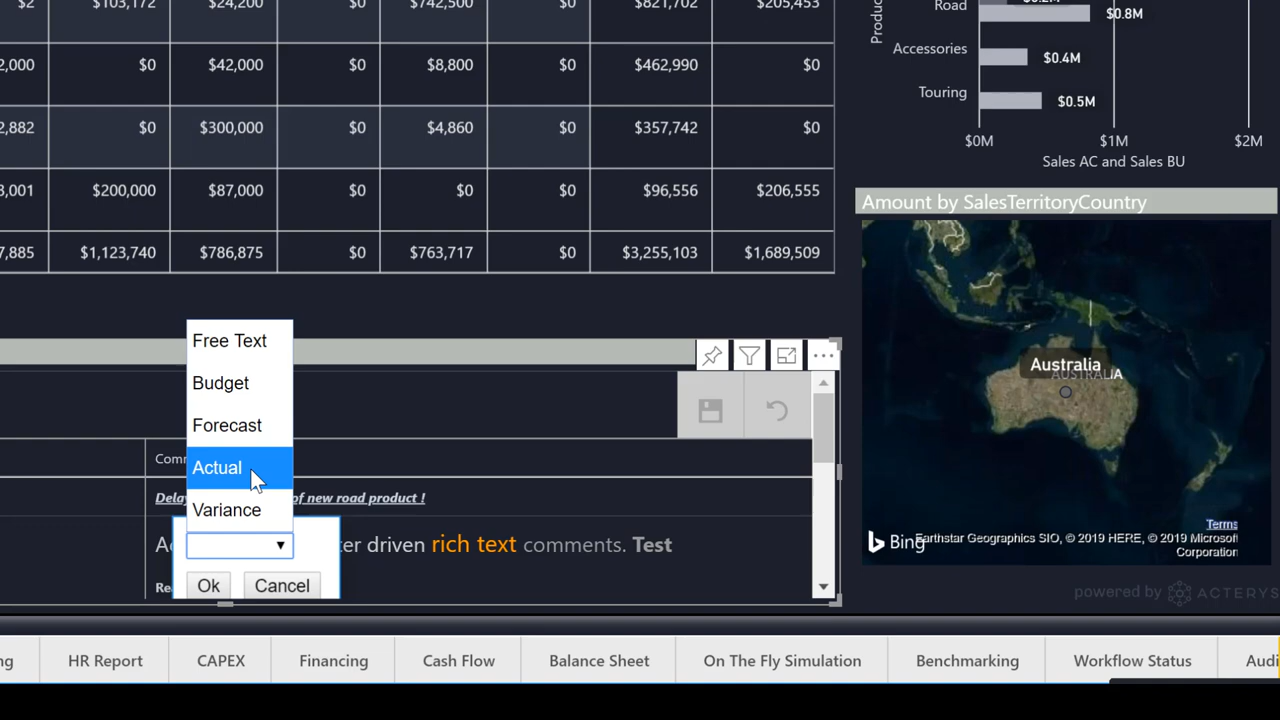 $2 $103,172 $24,200 $0 $742,500 $0 $821,702 $205,453
Road
$0.8M
Produc
2,000 $0 $42,000 $0 $8,800 $0 $462,990 $0
Accessories $0.4M
Touring $0.5M
2,882 $0 $300,000 $0 $4,860 $0 $357,742 $0
$0M $1M $2M
Sales AC and Sales BU
3,001 $200,000 $87,000 $0 $0 $0 $96,556 $206,555
Amount by SalesTerritoryCountry
7,885 $1,123,740 $786,875 $0 $763,717 $0 $3,255,103 $1,689,509
Free Text
Budget
Forecast
Actual
Variance
Australia
AUSTRALIA
Comm
Delay of new road product !
Ac ter driven rich text comments. Test
Ok Cancel
Re
Terms
Bing
Earthstar Geographics SIO, © 2019 HERE, © 2019 Microsoft
Corporation
powered by ACTERYS
ng HR Report CAPEX Financing Cash Flow Balance Sheet On The Fly Simulation Benchmarking Workflow Status Audi